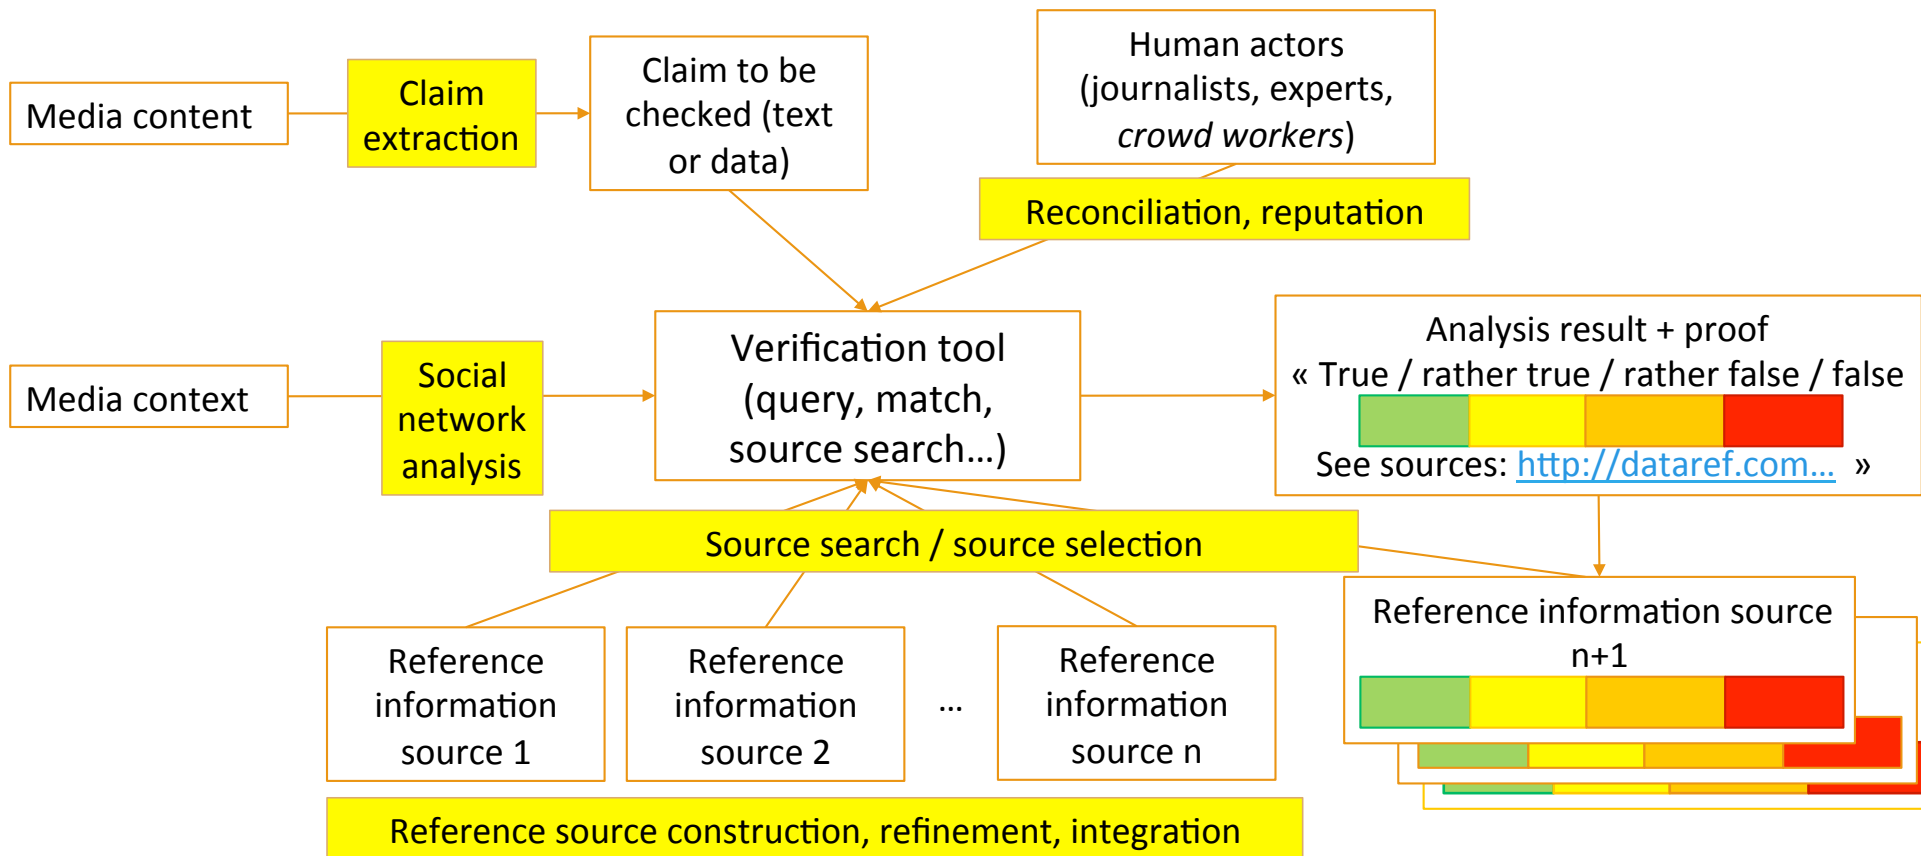 Media content
Claim
extraction
Claim to be
checked (text
or data)
Human actors
(journalists, experts,
crowd workers)
Reconciliation, reputation
Media context
Social
network
analysis
Verification tool
(query, match,
source search…)
Analysis result + proof
« True / rather true / rather false / false
See sources: http://dataref.com… »
Source search / source selection
Reference
information
source 1
Reference
information
source 2
…
Reference
information
source n
Reference information source
n+1
Reference source construction, refinement, integration